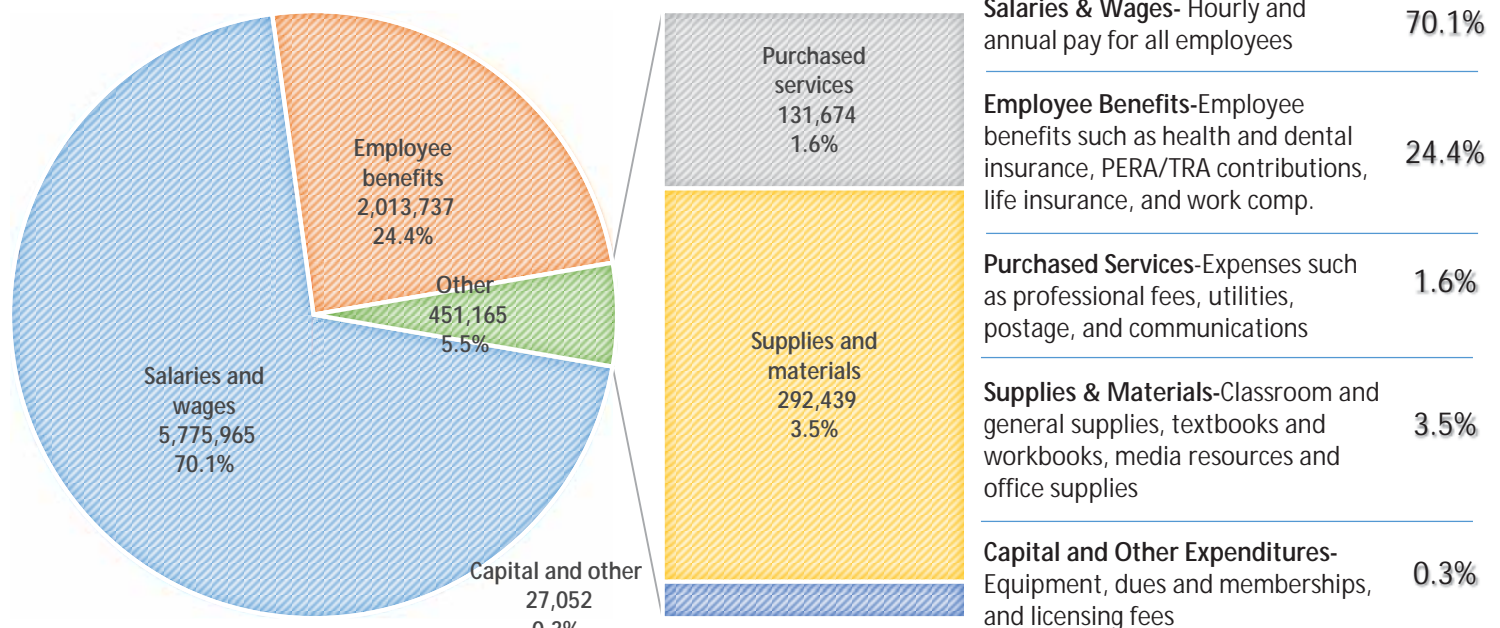 Employee
benefits
2,013,737
24.4%
Other
451,165
5.5%
Salaries and
wages
5,775,965
70.1%
Capital and other
27,052
0.3%
Purchased
services
131,674
1.6%
Supplies and
materials
292,439
3.5%
Salaries & Wages- Hourly and
annual pay for all employees
70.1%
Employee Benefits-Employee
benefits such as health and dental
insurance, PERA/TRA contributions,
life insurance, and work comp.
24.4%
Purchased Services-Expenses such
as professional fees, utilities,
postage, and communications
1.6%
Supplies & Materials-Classroom and
general supplies, textbooks and
workbooks, media resources and
office supplies
3.5%
Capital and Other Expenditures-
Equipment, dues and memberships,
and licensing fees
0.3%